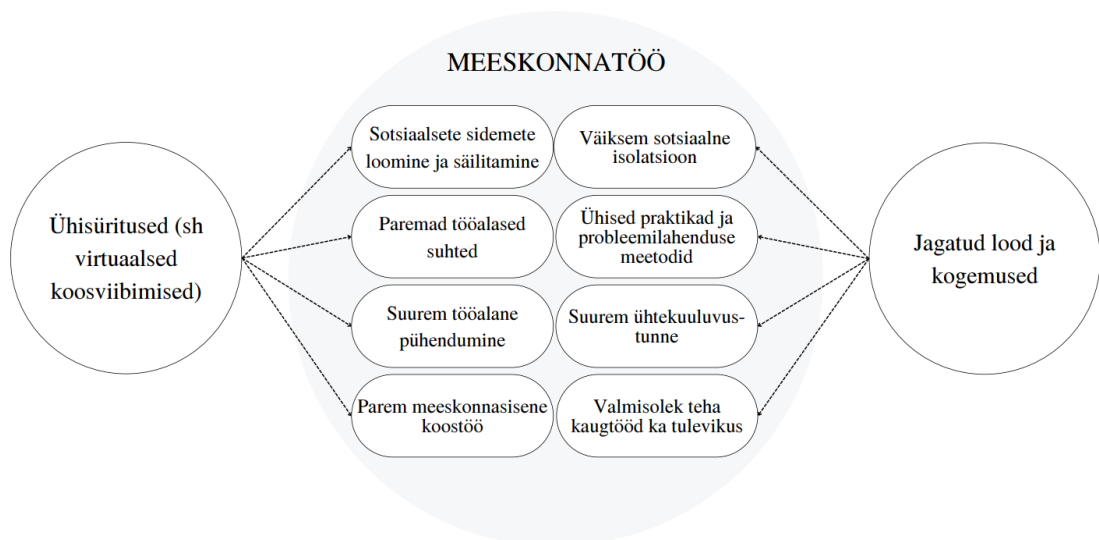 MEESKONNATÖÖ
Ühisüritused (sh
virtuaalsed
koosviibimised)
Sotsiaalsete sidemete
loomine ja säilitamine
Paremad tööalased
suhted
Suurem tööalane
pühendumine
Parem meeskonnasisene
koostöö
Väiksem sotsiaalne
isolatsioon
Ühised praktikad ja
probleemilahenduse
meetodid
Suurem ühtekuuluvus-
tunne
Valmisolek teha
kaugtööd ka tulevikus
Jagatud lood ja
kogemused